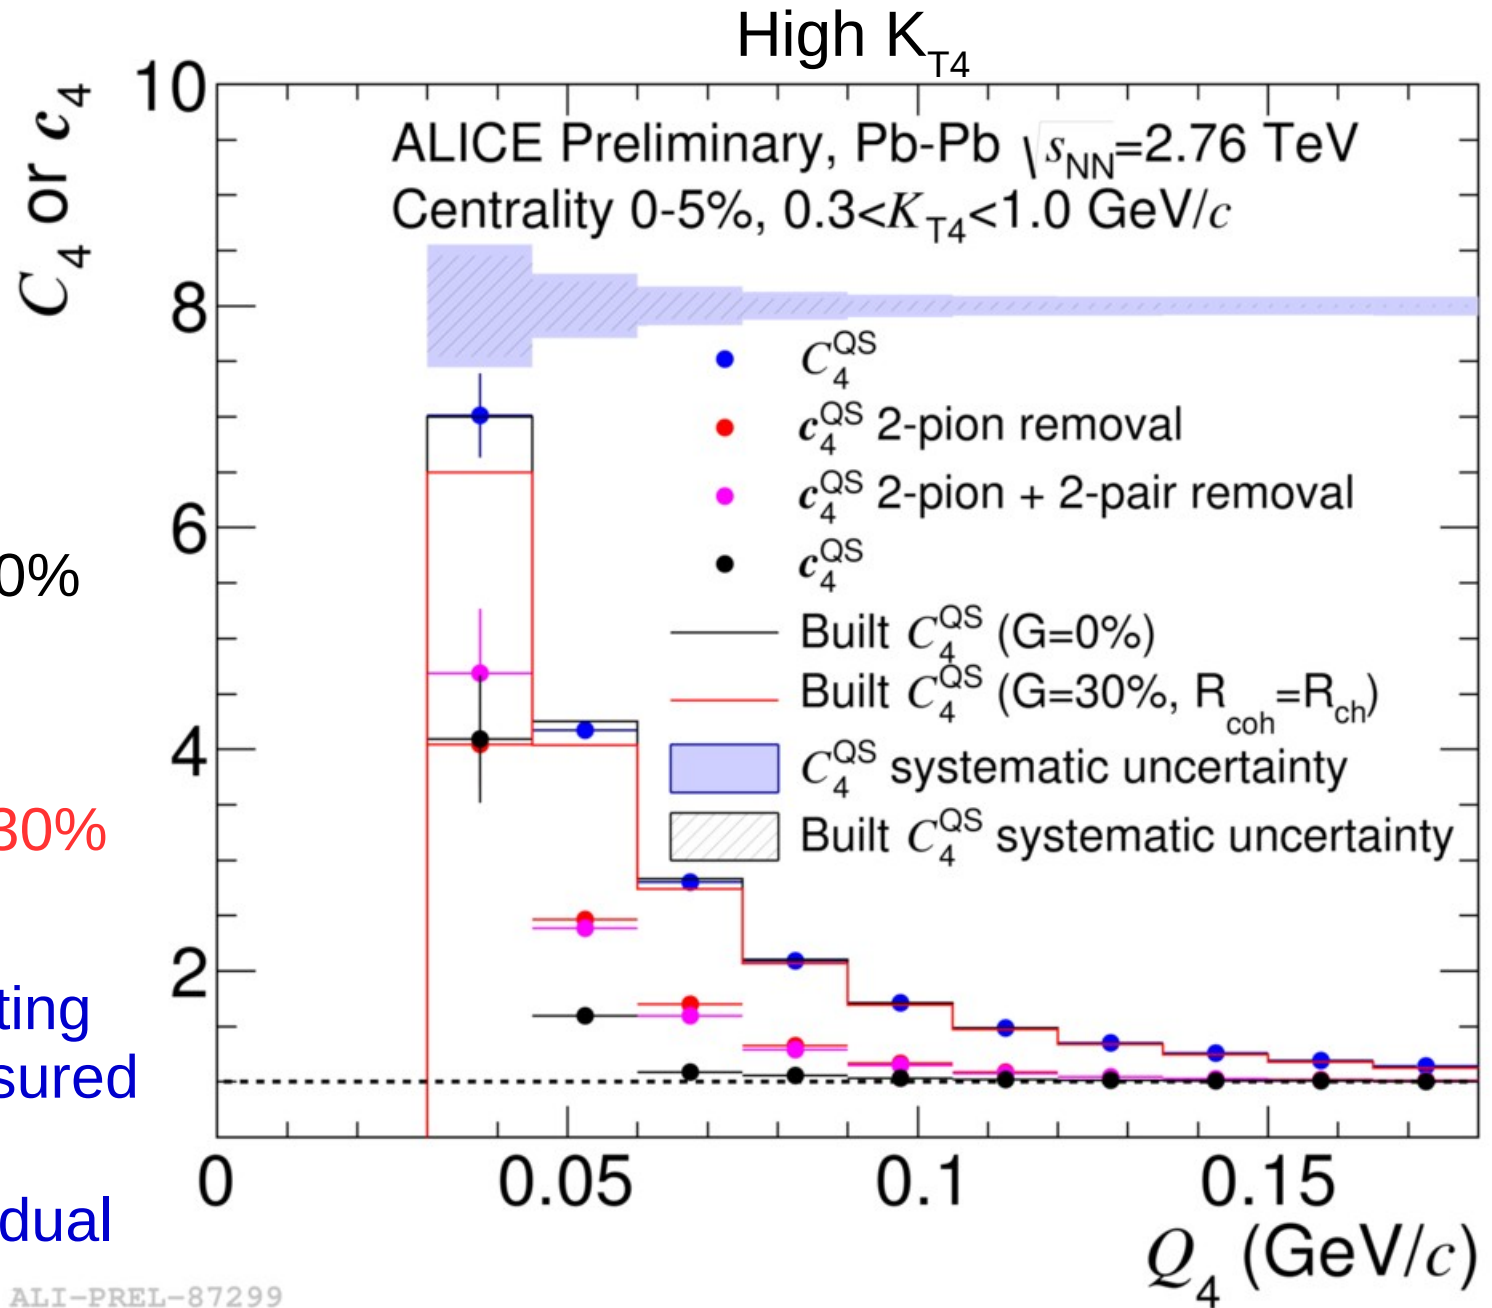 High K_T4
C_4 or c_4
10
8
6
4
2
ALICE Preliminary, Pb-Pb √s_NN=2.76 TeV
Centrality 0-5%, 0.3<K_T4<1.0 GeV/c
C_4^QS
c_4^QS 2-pion removal
c_4^QS 2-pion + 2-pair removal
c_4^QS
Built C_4^QS (G=0%)
Built C_4^QS (G=30%, R_coh=R_ch)
C_4^QS systematic uncertainty
Built C_4^QS systematic uncertainty
0%
30%
ting
sured
dual
0 0.05 0.1 0.15
Q_4 (GeV/c)
ALI-PREL-87299